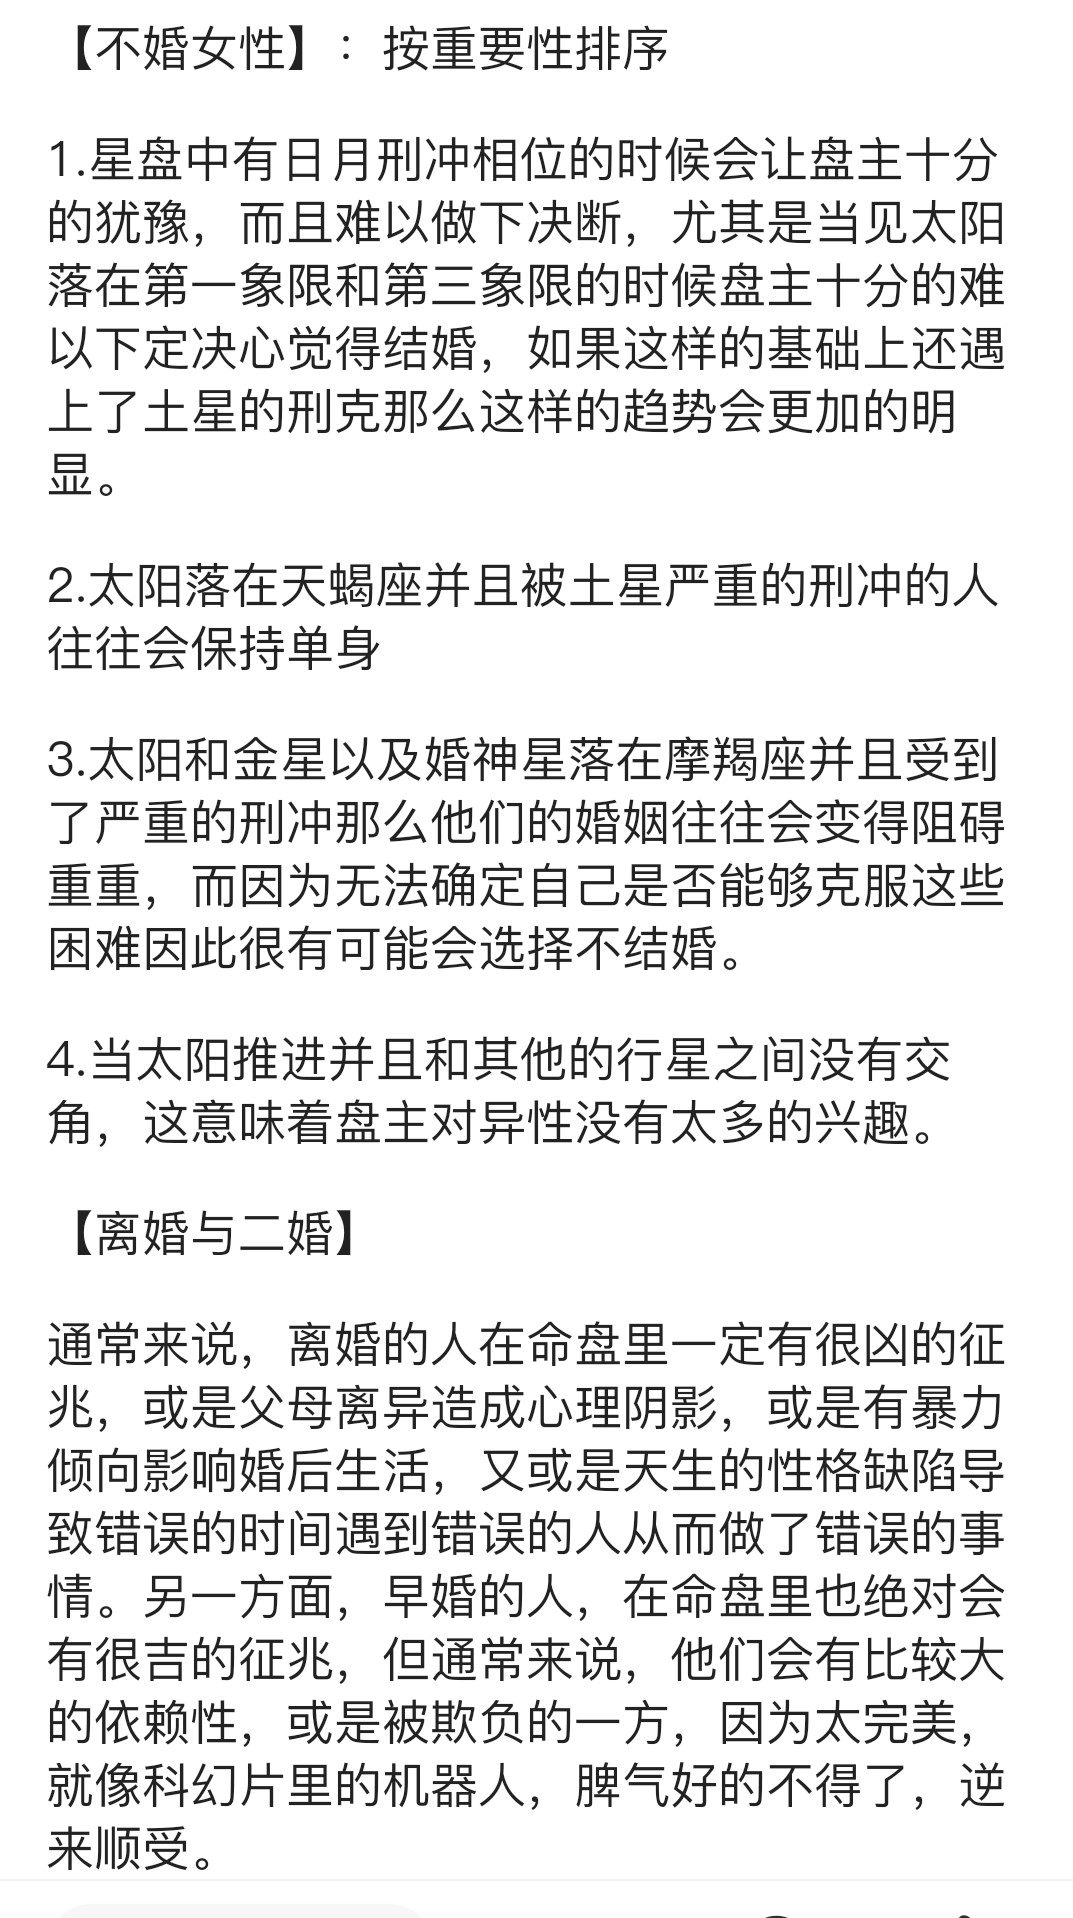 【不婚女性】：按重要性排序
1.星盘中有日月刑冲相位的时候会让盘主十分
的犹豫，而且难以做下决断，尤其是当见太阳
落在第一象限和第三象限的时候盘主十分的难
以下定决心觉得结婚，如果这样的基础上还遇
上了土星的刑克那么这样的趋势会更加的明
显。
2.太阳落在天蝎座并且被土星严重的刑冲的人
往往会保持单身
3.太阳和金星以及婚神星落在摩羯座并且受到
了严重的刑冲那么他们的婚姻往往会变得阻碍
重重，而因为无法确定自己是否能够克服这些
困难因此很有可能会选择不结婚。
4.当太阳推进并且和其他的行星之间没有交
角，这意味着盘主对异性没有太多的兴趣。
【离婚与二婚】
通常来说，离婚的人在命盘里一定有很凶的征
兆，或是父母离异造成心理阴影，或是有暴力
倾向影响婚后生活，又或是天生的性格缺陷导
致错误的时间遇到错误的人从而做了错误的事
情。另一方面，早婚的人，在命盘里也绝对会
有很吉的征兆，但通常来说，他们会有比较大
的依赖性，或是被欺负的一方，因为太完美，
就像科幻片里的机器人，脾气好的不得了，逆
来顺受。